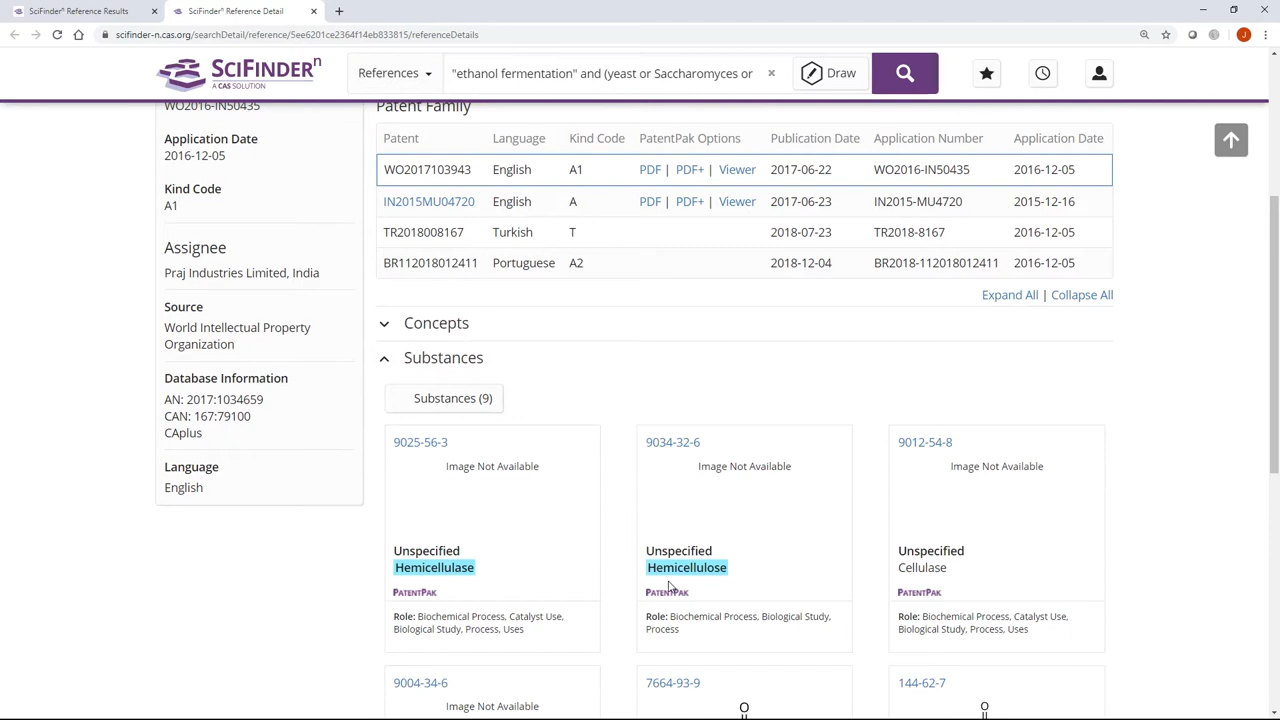 SciFinderⁿ Reference Results
SciFinderⁿ Reference Detail
scifinder-n.cas.org/searchDetail/reference/5ee6201ce2364f14eb833815/referenceDetails
J
SCIFINDERⁿ
A CAS SOLUTION
References
"ethanol fermentation" and (yeast or Saccharomyces or
Draw
WO2016-IN50435
Application Date
2016-12-05
Kind Code
A1
Assignee
Praj Industries Limited, India
Source
World Intellectual Property
Organization
Database Information
AN: 2017:1034659
CAN: 167:79100
CAplus
Language
English
Patent Family
Patent Language Kind Code PatentPak Options Publication Date Application Number Application Date
WO2017103943 English A1 PDF | PDF+ | Viewer 2017-06-22 WO2016-IN50435 2016-12-05
IN2015MU04720 English A PDF | PDF+ | Viewer 2017-06-23 IN2015-MU4720 2015-12-16
TR2018008167 Turkish T 2018-07-23 TR2018-8167 2016-12-05
BR112018012411 Portuguese A2 2018-12-04 BR2018-112018012411 2016-12-05
Expand All | Collapse All
Concepts
Substances
Substances (9)
9025-56-3
Image Not Available
Unspecified
Hemicellulase
PATENTPAK
Role: Biochemical Process, Catalyst Use,
Biological Study, Process, Uses
9034-32-6
Image Not Available
Unspecified
Hemicellulose
PATENTPAK
Role: Biochemical Process, Biological Study,
Process
9012-54-8
Image Not Available
Unspecified
Cellulase
PATENTPAK
Role: Biochemical Process, Catalyst Use,
Biological Study, Process, Uses
9004-34-6
Image Not Available
7664-93-9
O
144-62-7
O